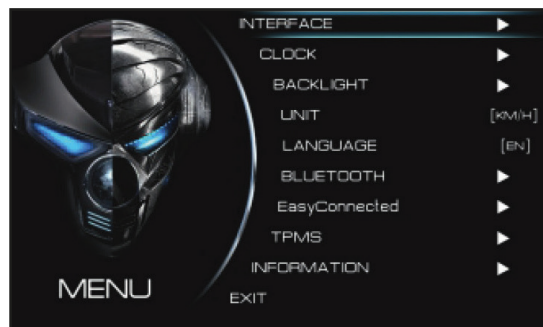 INTERFACE ▶
CLOCK ▶
BACKLIGHT ▶
UNIT [KM/H]
LANGUAGE [EN]
BLUETOOTH ▶
EasyConnected ▶
TPMS ▶
INFORMATION ▶
EXIT
MENU